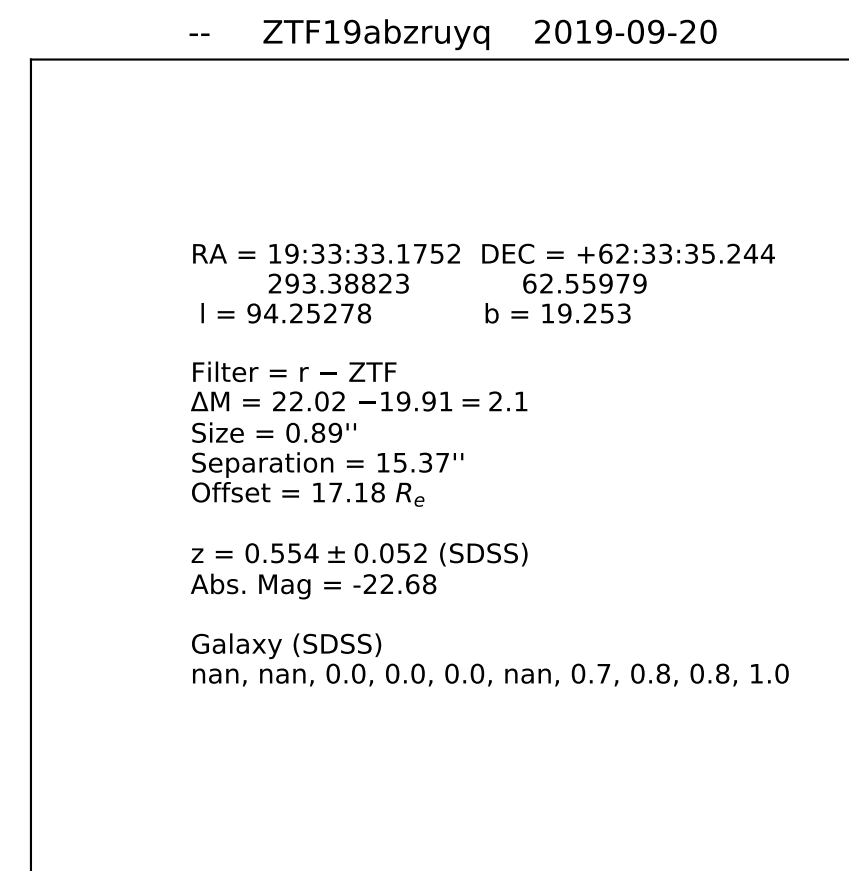 -- ZTF19abzruyq 2019-09-20
RA = 19:33:33.1752 DEC = +62:33:35.244
293.38823 62.55979
l = 94.25278 b = 19.253
Filter = r − ZTF
ΔM = 22.02 −19.91 = 2.1
Size = 0.89''
Separation = 15.37''
Offset = 17.18 Re
z = 0.554 ± 0.052 (SDSS)
Abs. Mag = -22.68
Galaxy (SDSS)
nan, nan, 0.0, 0.0, 0.0, nan, 0.7, 0.8, 0.8, 1.0